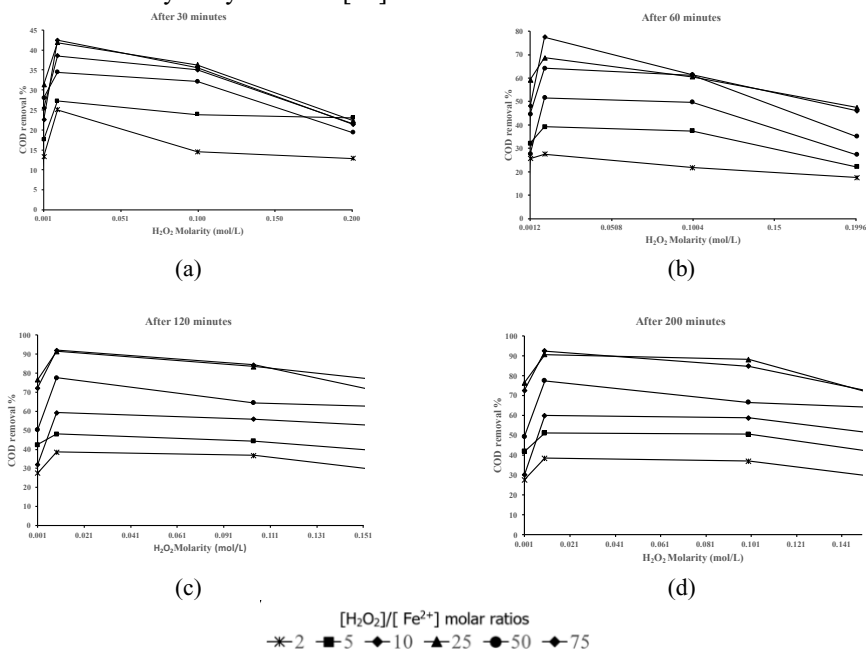 After 30 minutes
COD removal %
45
40
35
30
25
20
15
10
5
0
0.001 0.051 0.100 0.150 0.200
H₂O₂ Molarity (mol/L)
(a)
After 60 minutes
COD removal %
80
70
60
50
40
30
20
10
0
0.0012 0.0508 0.1004 0.15 0.1996
H₂O₂ Molarity (mol/L)
(b)
After 120 minutes
COD removal %
100
90
80
70
60
50
40
30
20
10
0
0.001 0.021 0.041 0.061 0.081 0.091 0.111 0.131 0.151
H₂O₂Molarity (mol/L)
(c)
After 200 minutes
COD removal %
100
90
80
70
60
50
40
30
20
10
0
0.001 0.021 0.041 0.061 0.081 0.101 0.121 0.141
H₂O₂ Molarity (mol/L)
(d)
[H₂O₂]/[ Fe²⁺] molar ratios
2 5 10 25 50 75